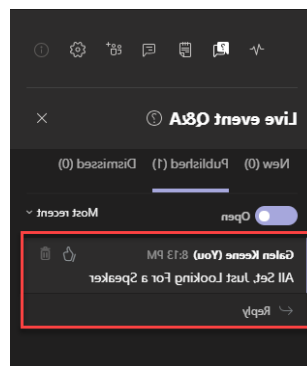 Live event Q&A
New (0) Published (1) Dismissed (0)
Open Most recent
Galen Keene (You) 8:13 PM
All Set, Just Looking For a Speaker
Reply